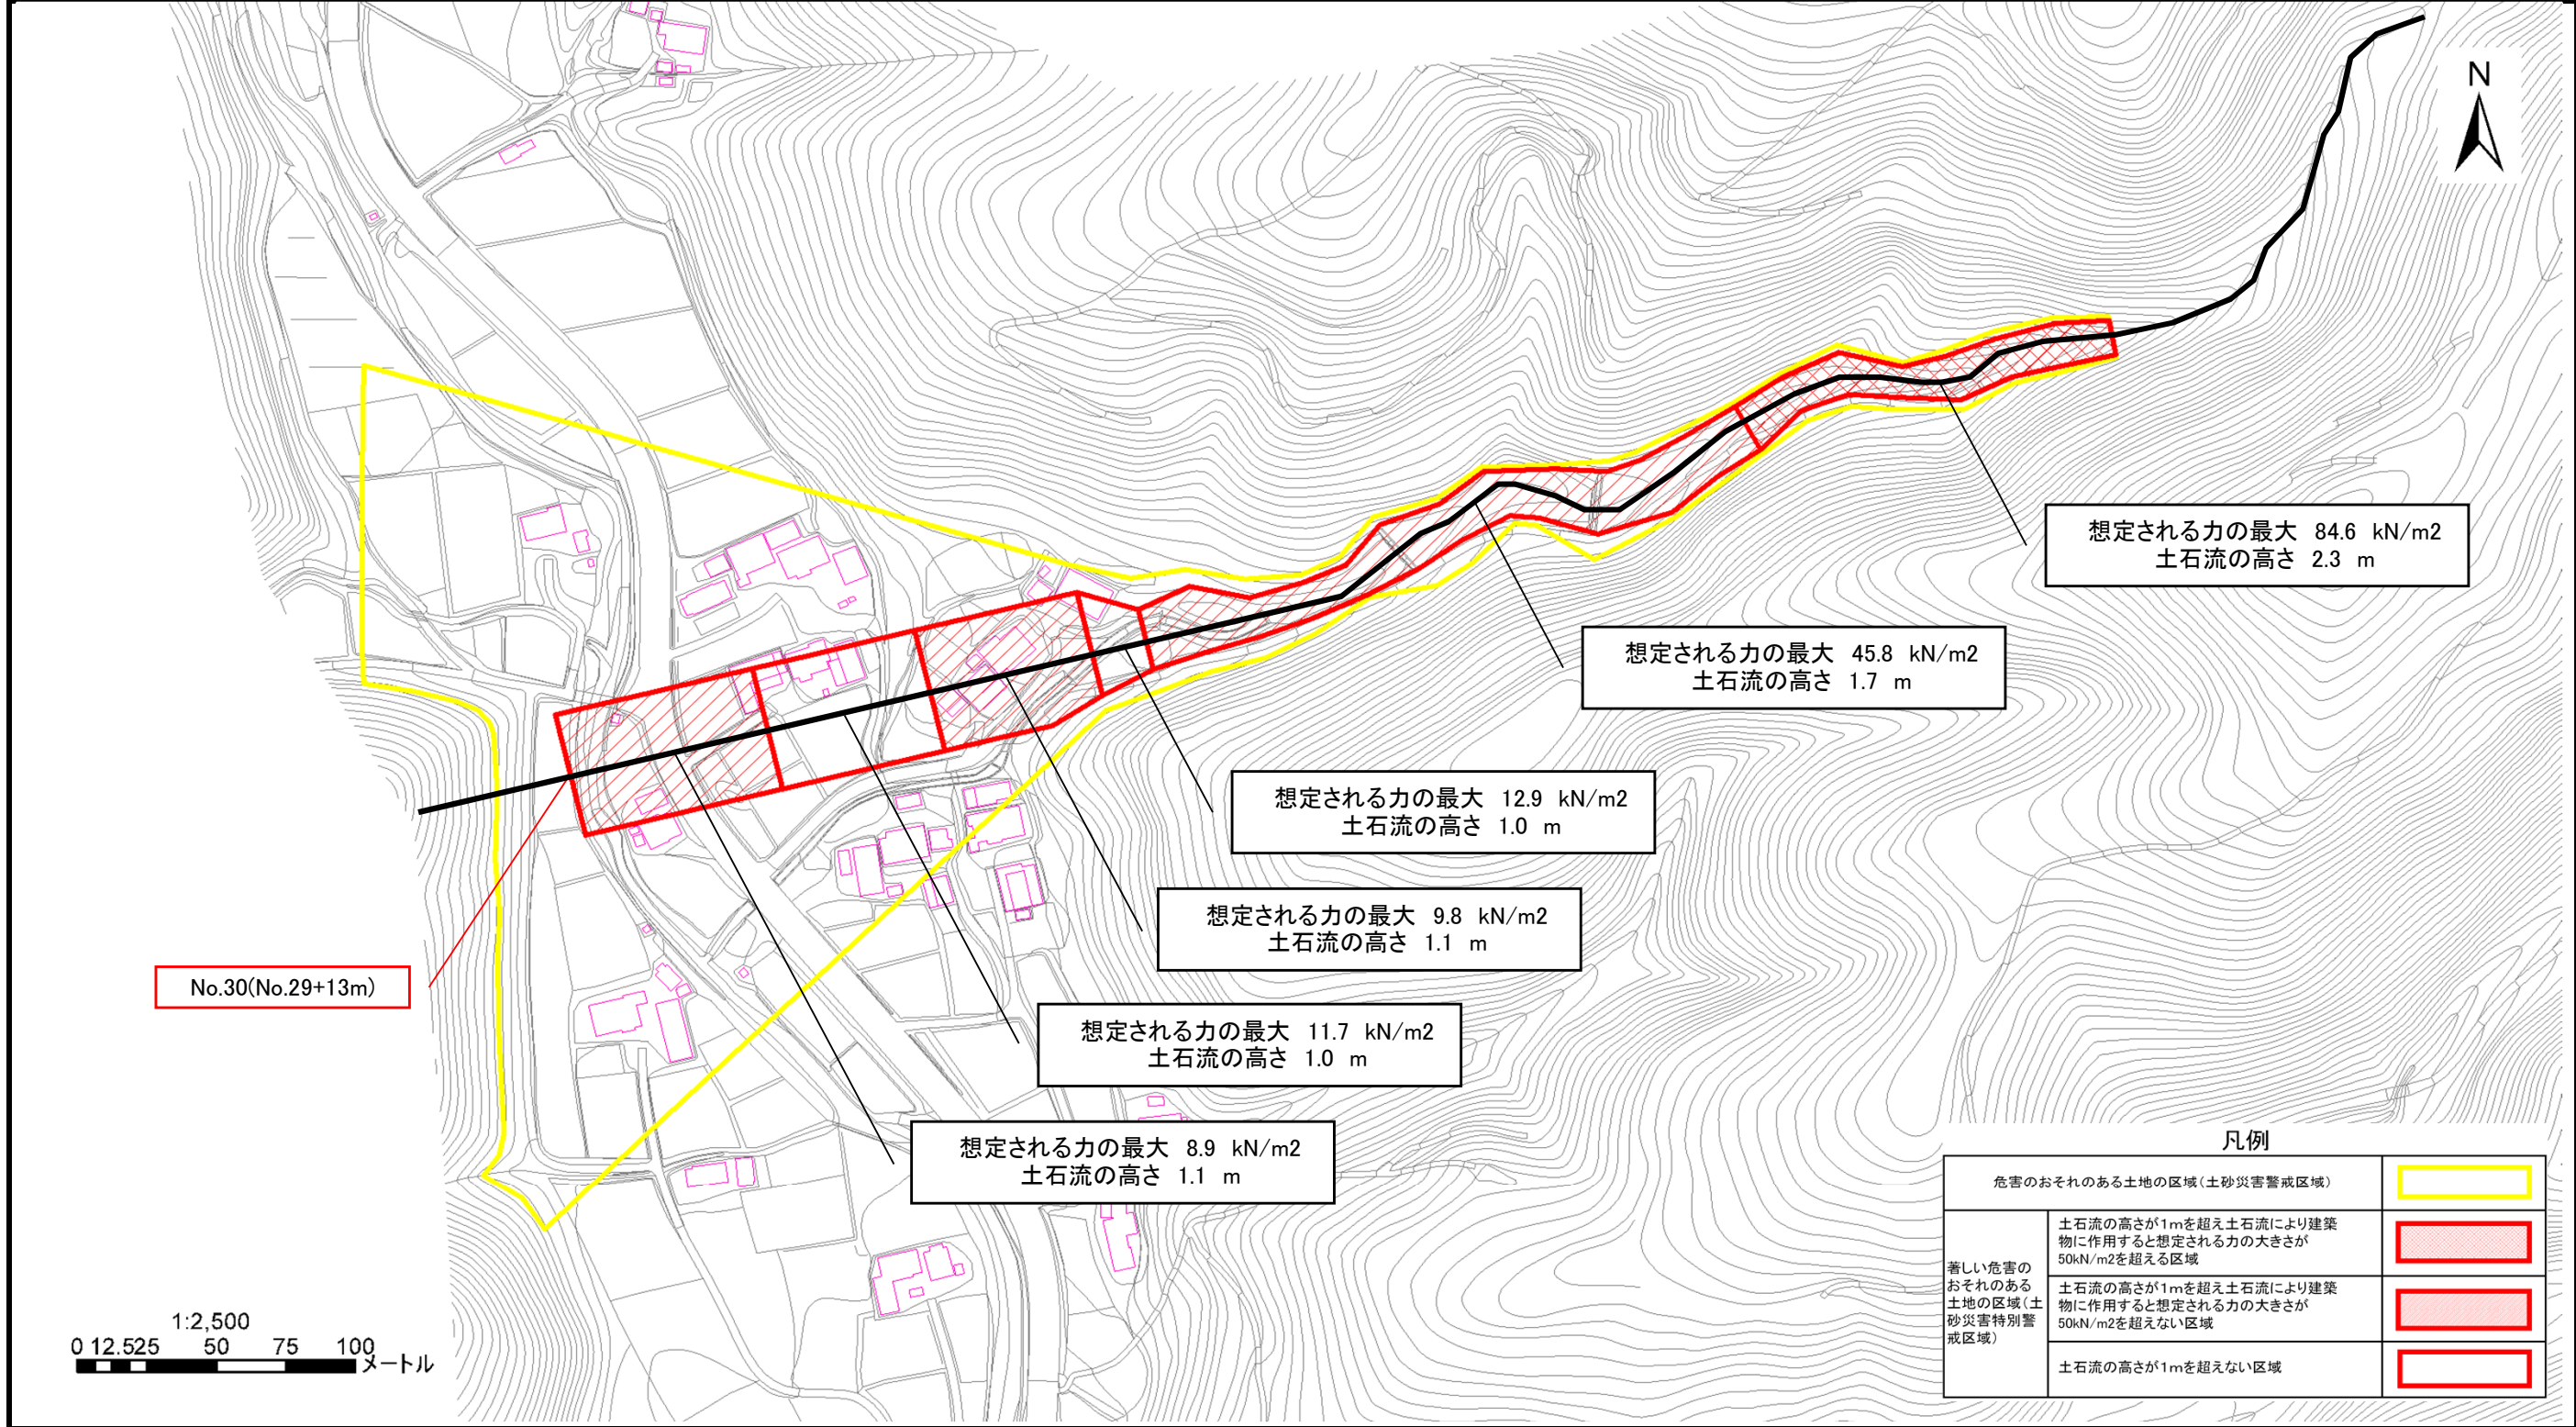 N
想定される力の最大 84.6 kN/m2
土石流の高さ 2.3 m
想定される力の最大 45.8 kN/m2
土石流の高さ 1.7 m
想定される力の最大 12.9 kN/m2
土石流の高さ 1.0 m
想定される力の最大 9.8 kN/m2
土石流の高さ 1.1 m
No.30(No.29+13m)
想定される力の最大 11.7 kN/m2
土石流の高さ 1.0 m
想定される力の最大 8.9 kN/m2
土石流の高さ 1.1 m
凡例
危害のおそれのある土地の区域(土砂災害警戒区域)
著しい危害の
おそれのある
土地の区域(土
砂災害特別警
戒区域)
土石流の高さが1mを超え土石流により建築
物に作用すると想定される力の大きさが
50kN/m2を超える区域
土石流の高さが1mを超え土石流により建築
物に作用すると想定される力の大きさが
50kN/m2を超えない区域
土石流の高さが1mを超えない区域
1:2,500
0 12.525 50 75 100
メートル